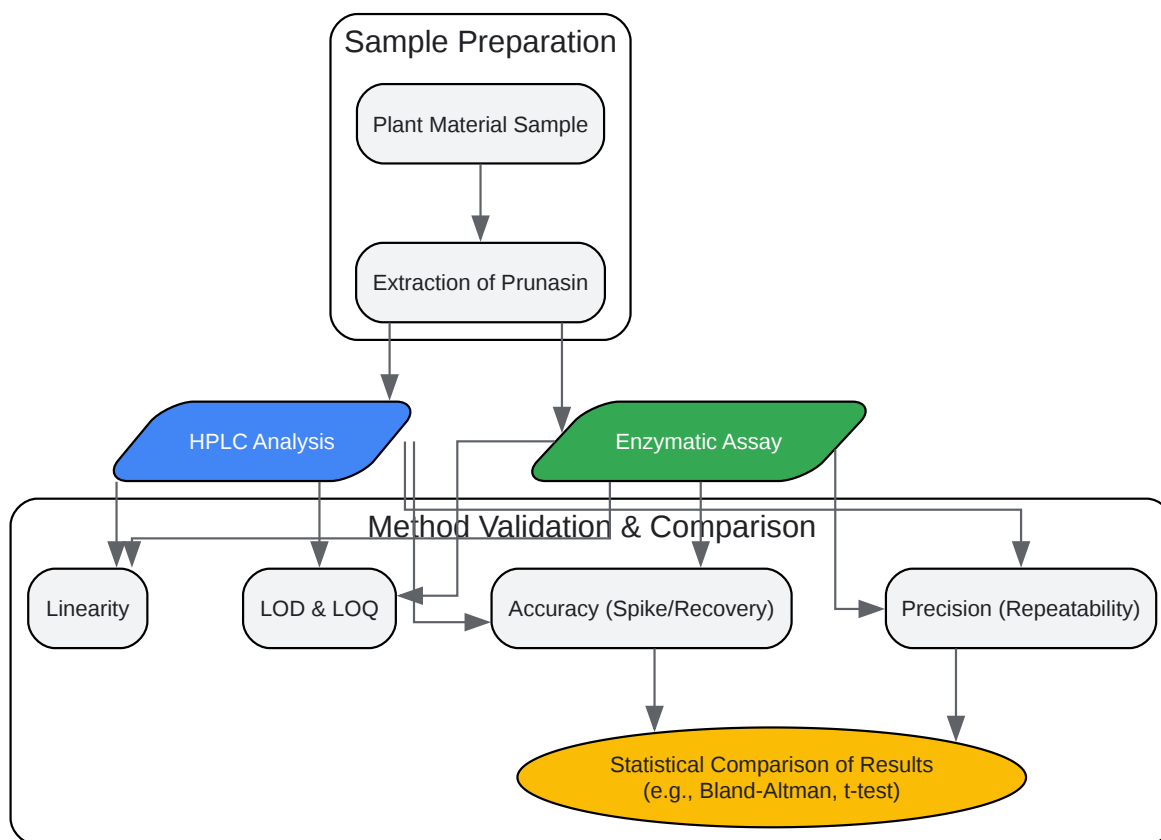 Sample Preparation
Plant Material Sample
Extraction of Prunasin
HPLC Analysis
Enzymatic Assay
Method Validation & Comparison
Linearity
LOD & LOQ
Accuracy (Spike/Recovery)
Precision (Repeatability)
Statistical Comparison of Results
(e.g., Bland-Altman, t-test)